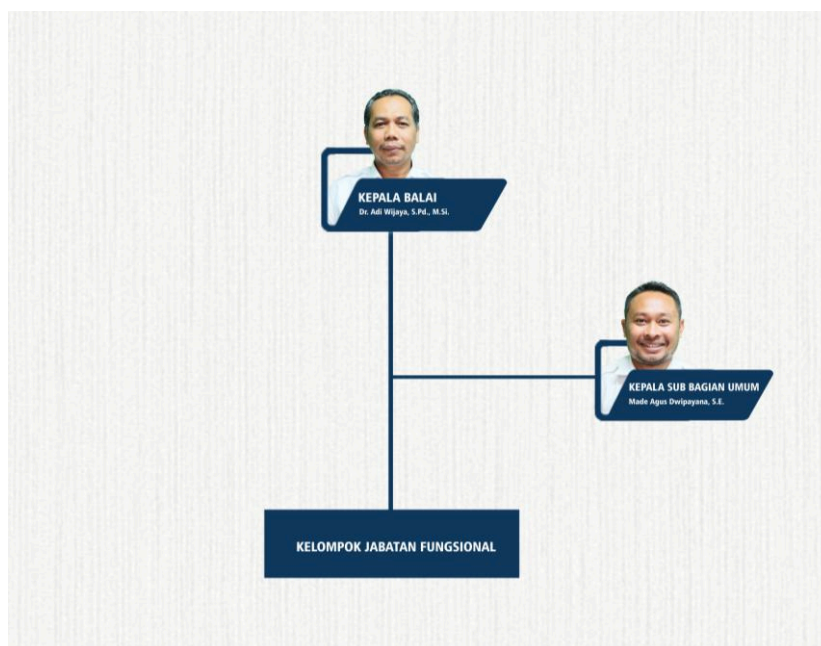 KEPALA BALAI
Dr. Adi Wijaya, S.Pd., M.Si.
KEPALA SUB BAGIAN UMUM
Made Agus Dwipayana, S.E.
KELOMPOK JABATAN FUNGSIONAL